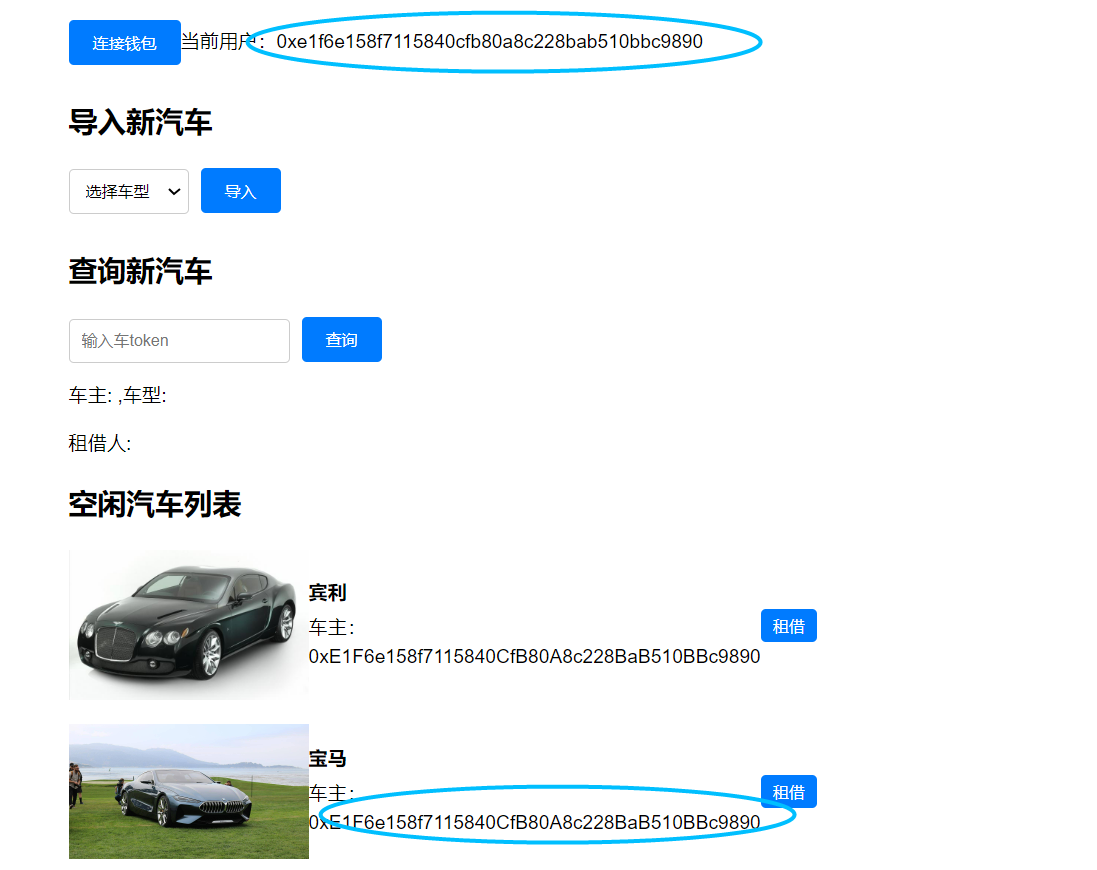 连接钱包 当前用户：0xe1f6e158f7115840cfb80a8c228bab510bbc9890
导入新汽车
选择车型 导入
查询新汽车
输入车token 查询
车主: ,车型:
租借人:
空闲汽车列表
宾利
车主：
租借
0xE1F6e158f7115840CfB80A8c228BaB510BBc9890
宝马
车主：
租借
0xE1F6e158f7115840CfB80A8c228BaB510BBc9890